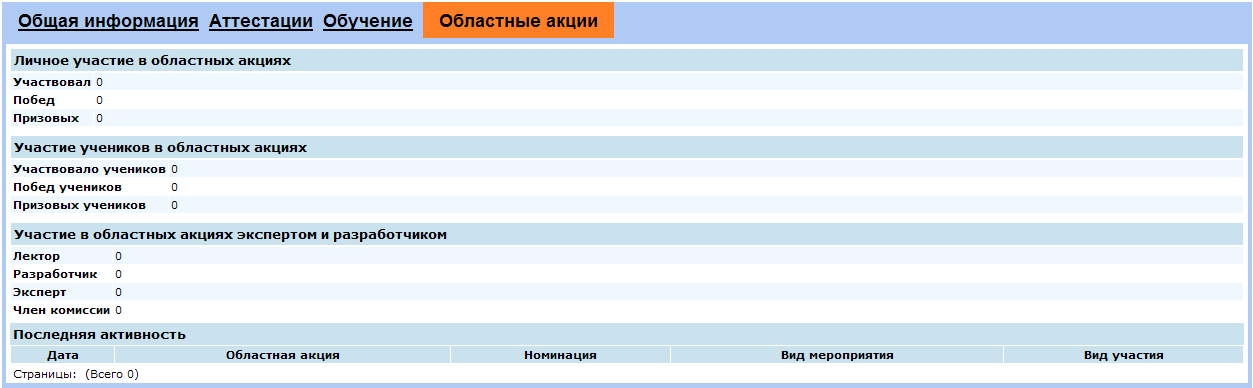 Общая информация Аттестации Обучение Областные акции
Личное участие в областных акциях
Участвовал 0
Побед 0
Призовых 0
Участие учеников в областных акциях
Участвовало учеников 0
Побед учеников 0
Призовых учеников 0
Участие в областных акциях экспертом и разработчиком
Лектор 0
Разработчик 0
Эксперт 0
Член комиссии 0
Последняя активность
Дата Областная акция Номинация Вид мероприятия Вид участия
Страницы: (Всего 0)